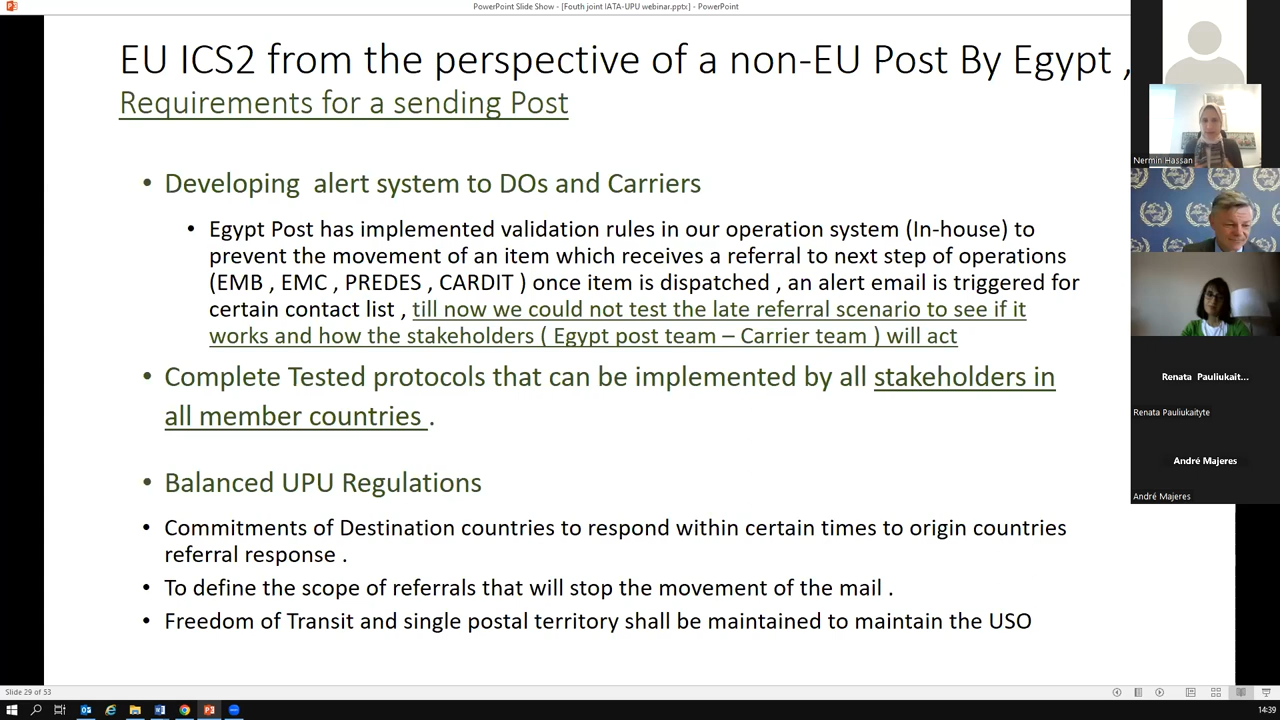 PowerPoint Slide Show - [Fouth joint IATA-UPU webinar.pptx] - PowerPoint
EU ICS2 from the perspective of a non-EU Post By Egypt ,
Requirements for a sending Post
• Developing alert system to DOs and Carriers
• Egypt Post has implemented validation rules in our operation system (In-house) to
prevent the movement of an item which receives a referral to next step of operations
(EMB , EMC , PREDES , CARDIT ) once item is dispatched , an alert email is triggered for
certain contact list , till now we could not test the late referral scenario to see if it
works and how the stakeholders ( Egypt post team – Carrier team ) will act
• Complete Tested protocols that can be implemented by all stakeholders in
all member countries .
• Balanced UPU Regulations
• Commitments of Destination countries to respond within certain times to origin countries
referral response .
• To define the scope of referrals that will stop the movement of the mail .
• Freedom of Transit and single postal territory shall be maintained to maintain the USO
Nermin Hassan
Renata Pauliukait...
Renata Pauliukaityte
André Majeres
André Majeres
Slide 29 of 53
14:39